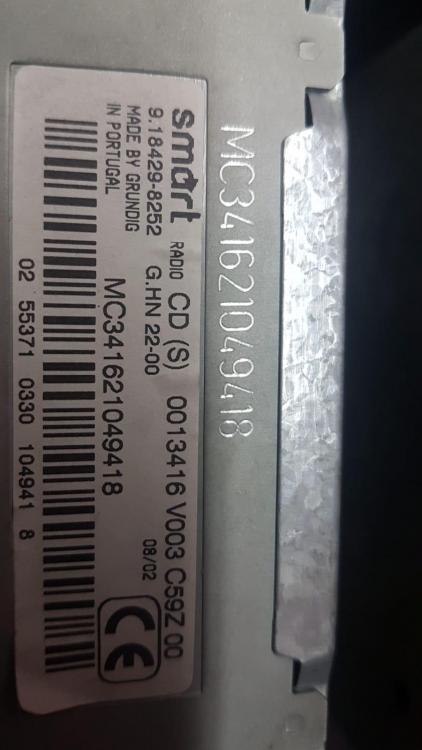 MC341621049418
smart RADIO CD (S) 0013416 V003 C59Z 00
9.18429-8252 G.HN 22-00 08/02
MADE BY GRUNDIG
IN PORTUGAL
MC341621049418
CE
02 55371 0330 104941 8